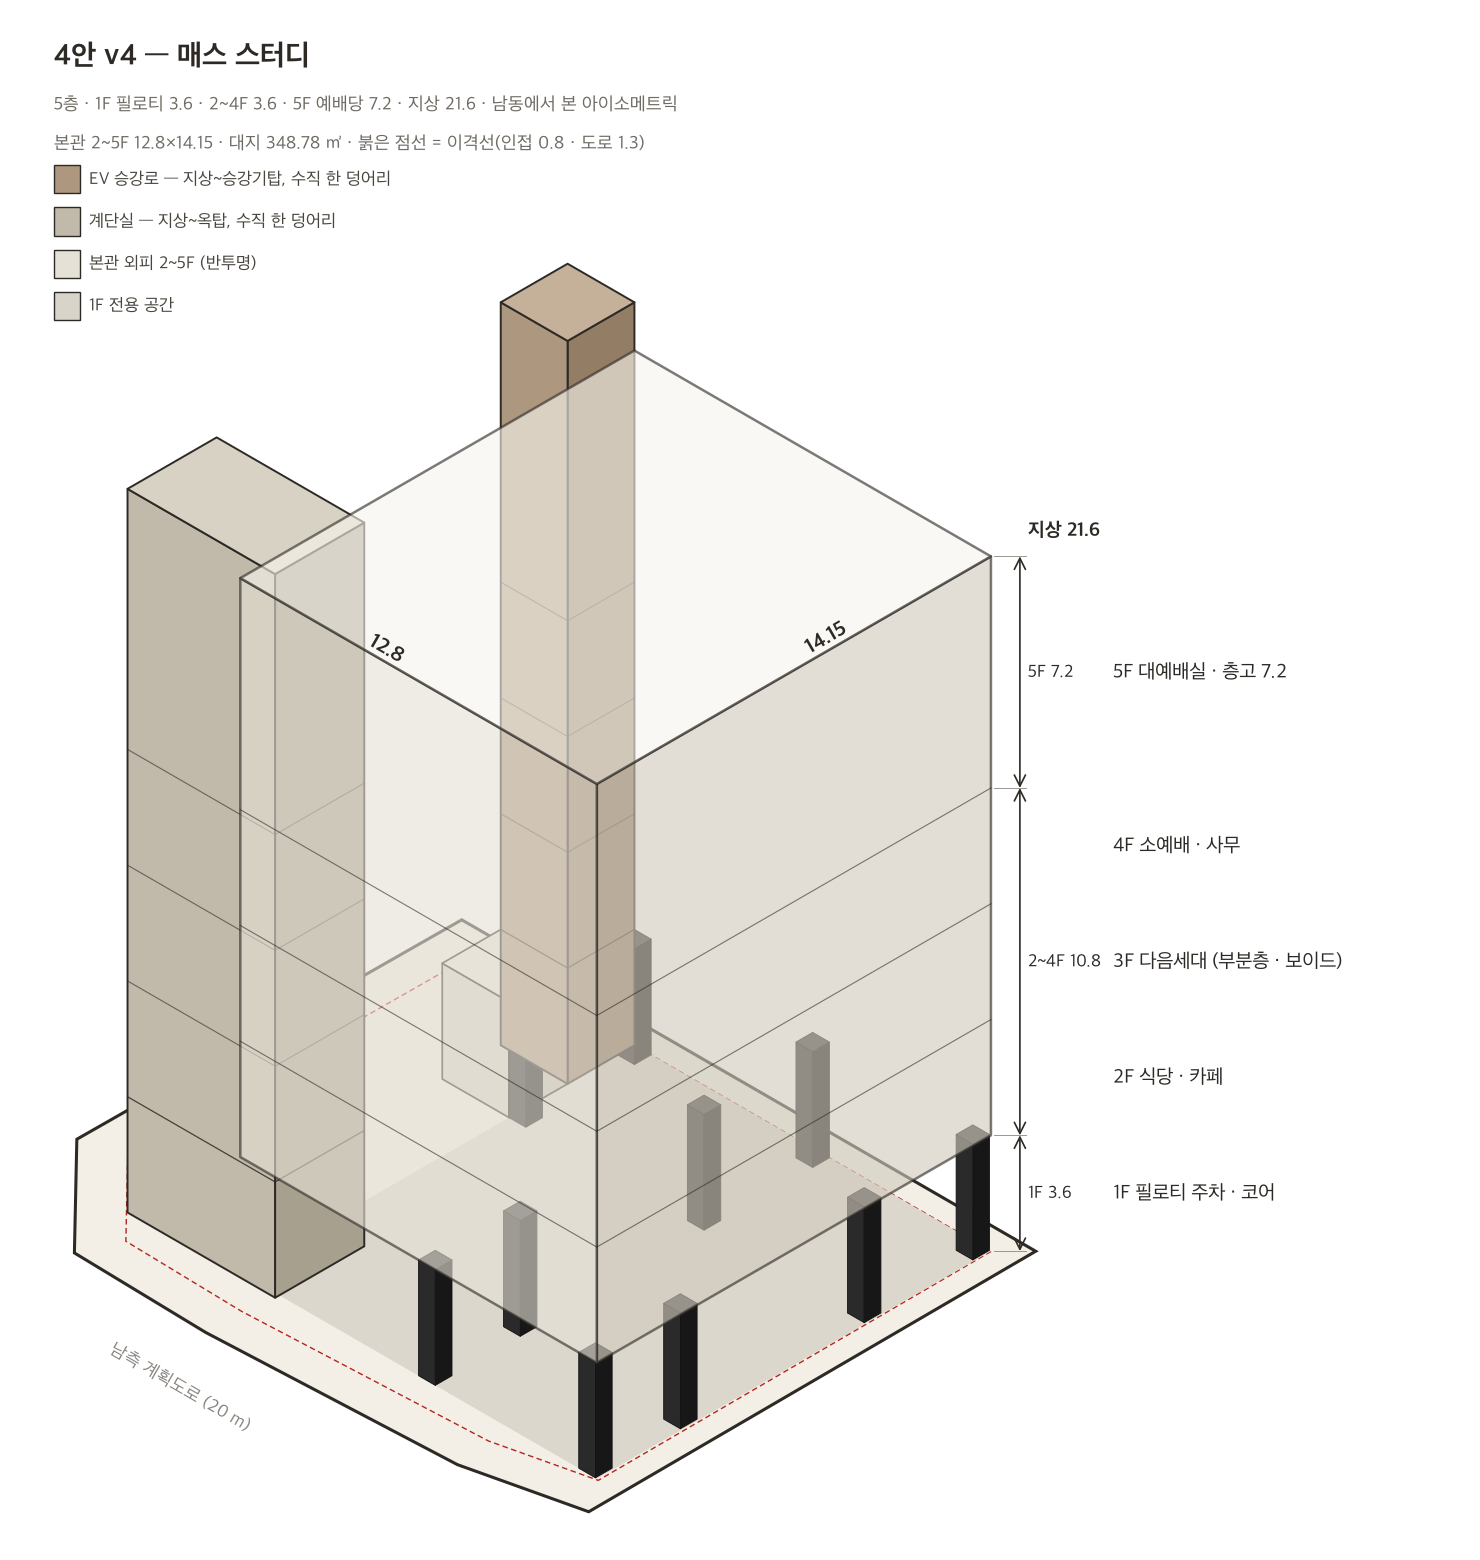 4안 v4 — 매스 스터디
5층 · 1F 필로티 3.6 · 2~4F 3.6 · 5F 예배당 7.2 · 지상 21.6 · 남동에서 본 아이소메트릭
본관 2~5F 12.8×14.15 · 대지 348.78 ㎡ · 붉은 점선 = 이격선(인접 0.8 · 도로 1.3)
EV 승강로 — 지상~승강기탑, 수직 한 덩어리
계단실 — 지상~옥탑, 수직 한 덩어리
본관 외피 2~5F (반투명)
1F 전용 공간
지상 21.6
12.8
14.15
5F 7.2
5F 대예배실 · 층고 7.2
4F 소예배 · 사무
2~4F 10.8
3F 다음세대 (부분층 · 보이드)
2F 식당 · 카페
1F 3.6
1F 필로티 주차 · 코어
남측 계획도로 (20 m)